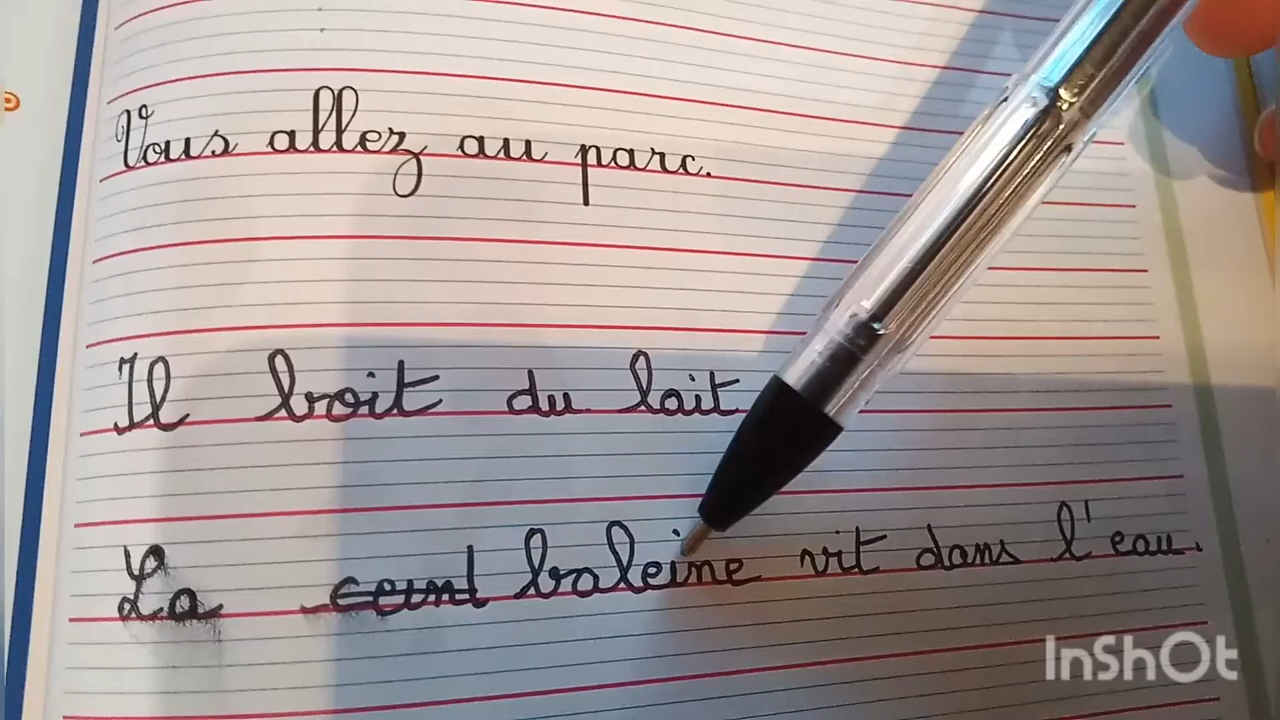 Vous allez au parc.
Il boit du lait
La baleine vit dans l'eau.
InShOt